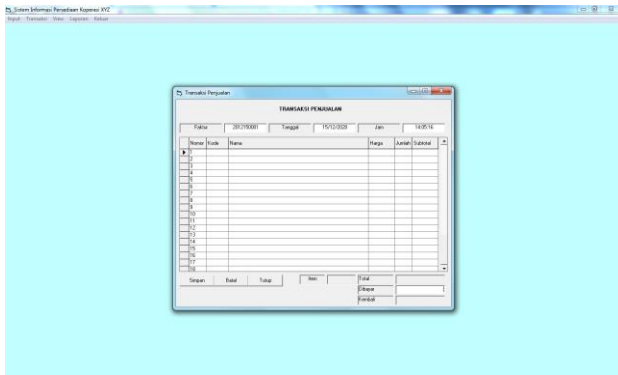 Sistem Informasi Persediaan Koperasi XYZ
Input Transaksi View Laporan Keluar
Transaksi Penjualan
TRANSAKSI PENJUALAN
Faktur Tanggal 15/12/2020 Jam 14:05:16
Nomor Kode Nama Harga Jumlah Subtotal
1
2
3
4
5
6
7
8
9
10
11
12
13
14
15
16
17
18
Simpan Batal Tutup Item Total
Dibayar
Kembali